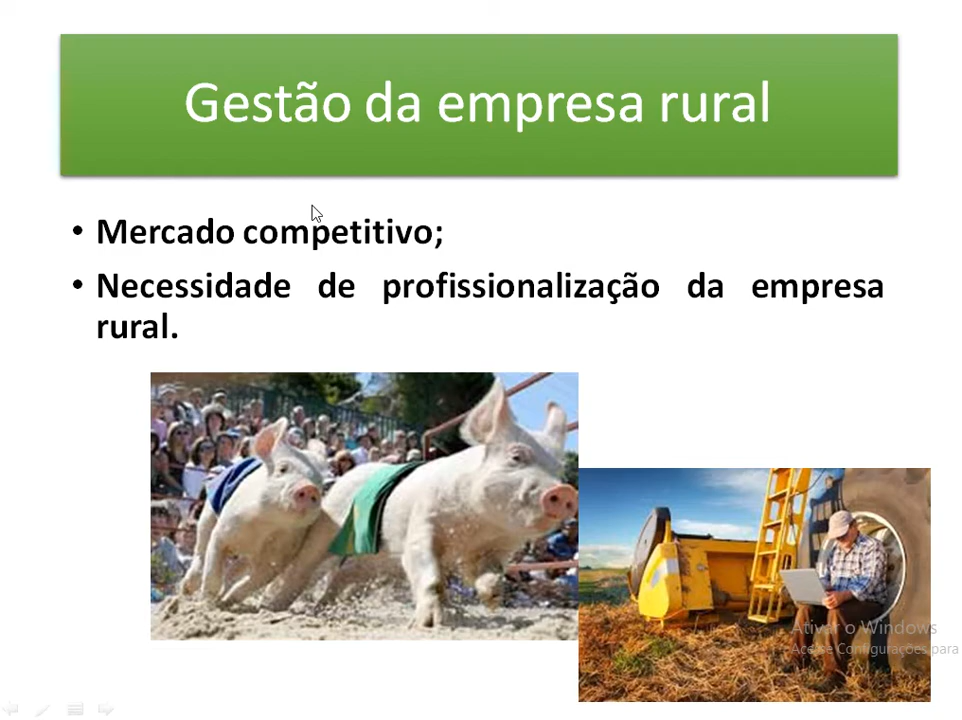 Gestão da empresa rural
• Mercado competitivo;
• Necessidade de profissionalização da empresa
rural.
Ativar o Windows
Acesse Configurações para